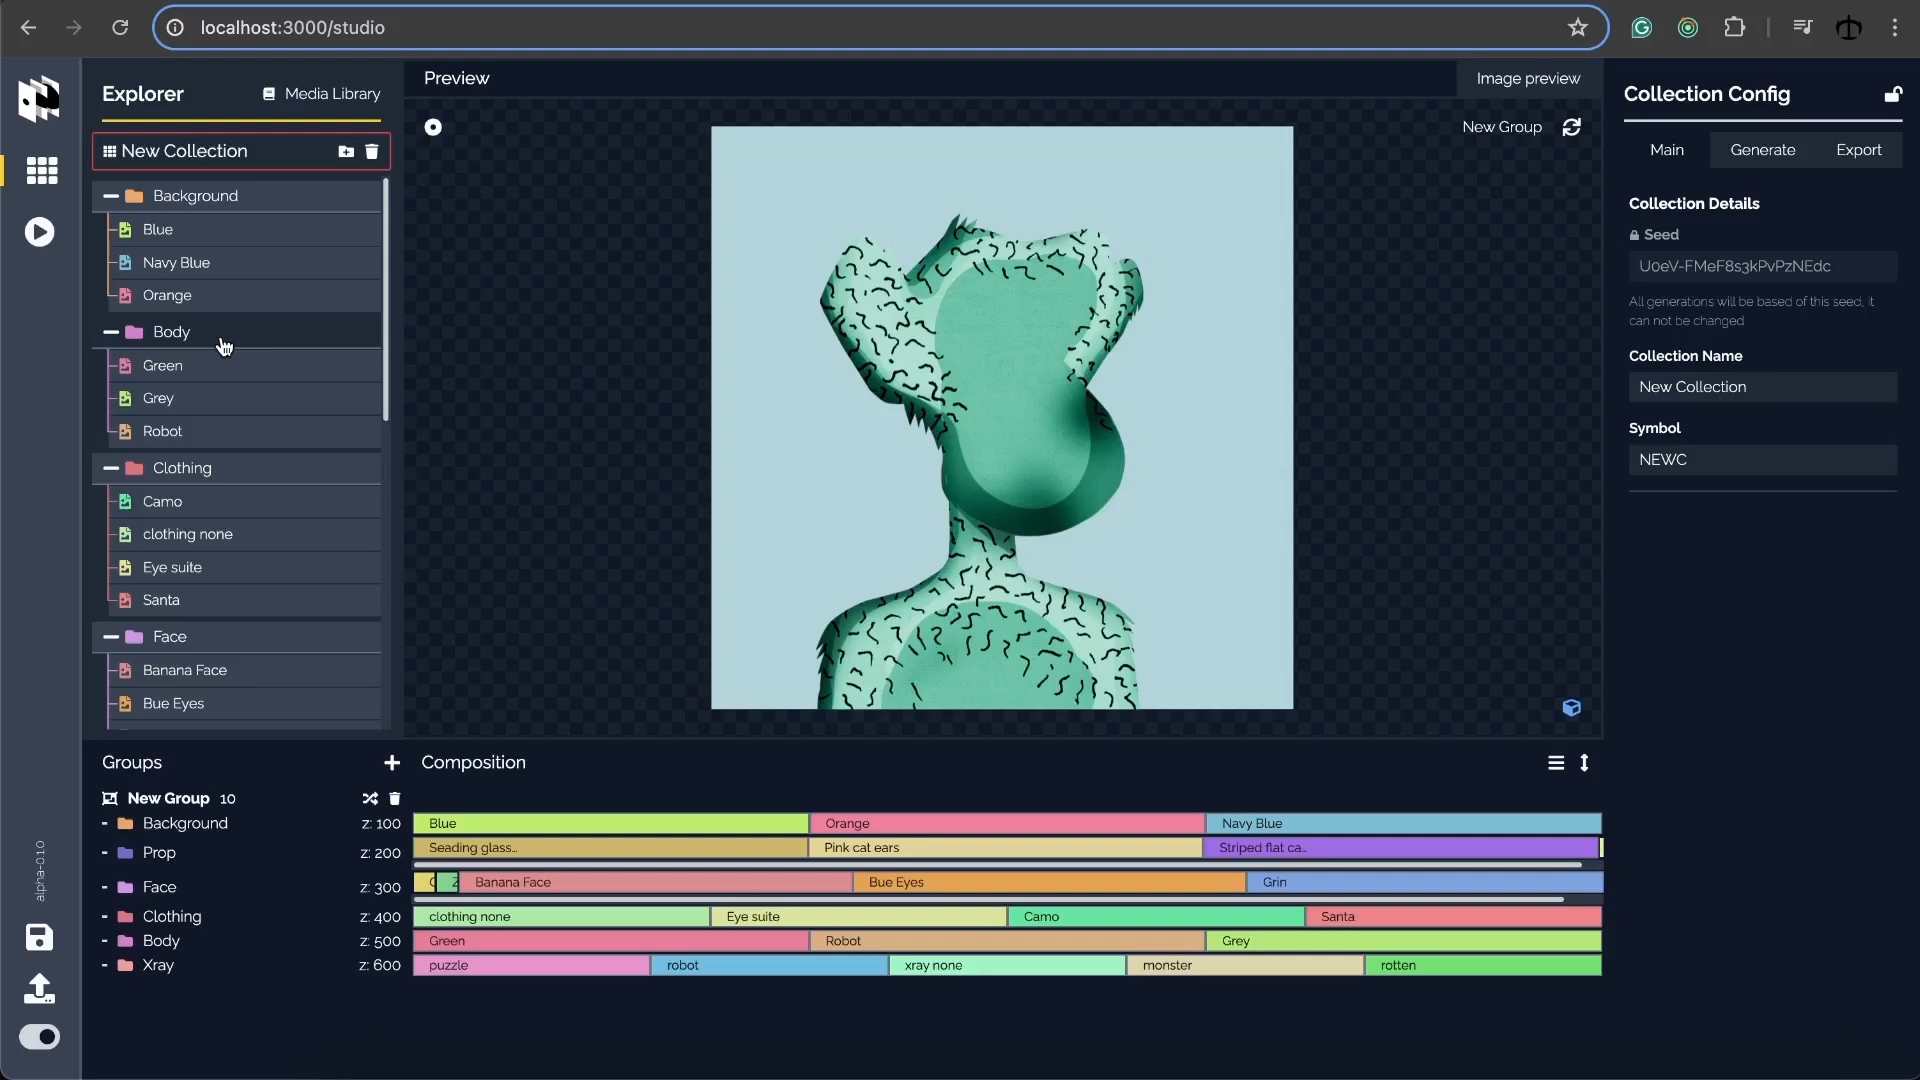 localhost:3000/studio
Explorer
Media Library
New Collection
Background
Blue
Navy Blue
Orange
Body
Green
Grey
Robot
Clothing
Camo
clothing none
Eye suite
Santa
Face
Banana Face
Bue Eyes
Preview
Image preview
New Group
Collection Config
Main
Generate
Export
Collection Details
Seed
U0eV-FMeF8s3kPvPzNEdc
All generations will be based of this seed, it
can not be changed
Collection Name
New Collection
Symbol
NEWC
Groups
Composition
New Group 10
Background z: 100 Blue Orange Navy Blue
Prop z: 200 Seading glass... Pink cat ears Striped flat ca...
Face z: 300 Z Banana Face Bue Eyes Grin
Clothing z: 400 clothing none Eye suite Camo Santa
Body z: 500 Green Robot Grey
Xray z: 600 puzzle robot xray none monster rotten
alpha-0.1.0